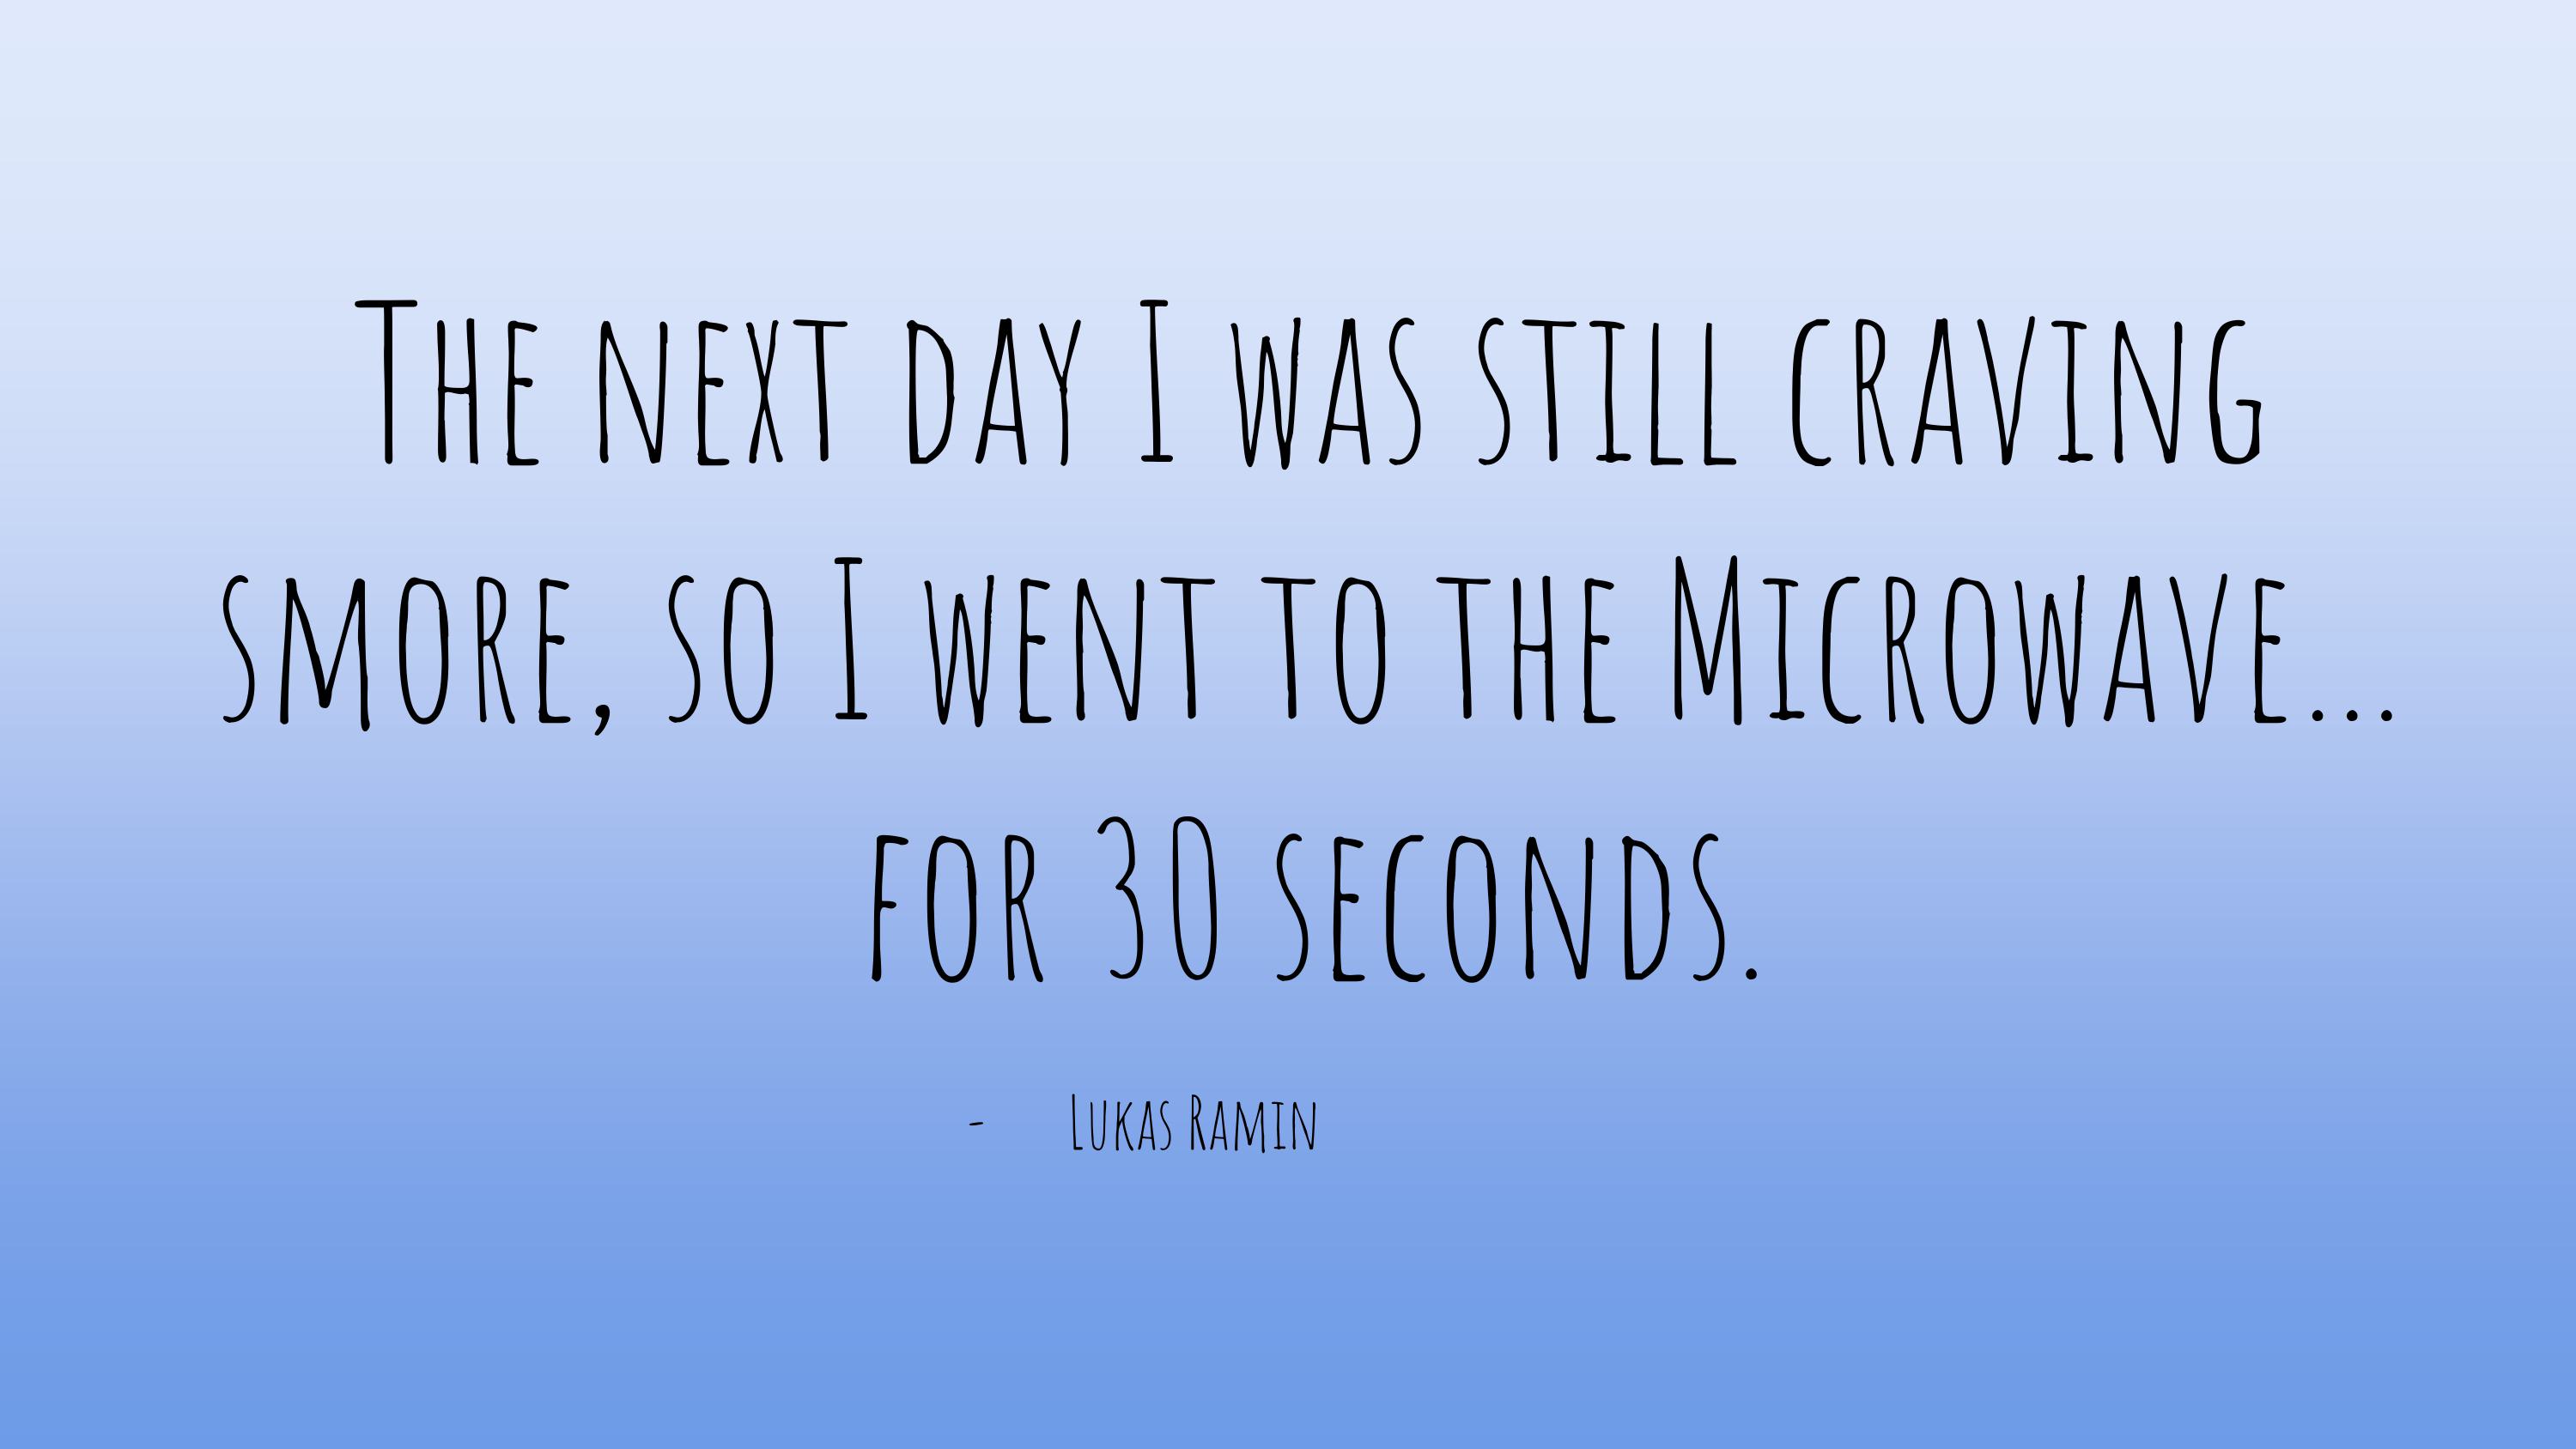 The next day I was still craving
smore, so I went to the Microwave...
for 30 seconds.
- Lukas Ramin